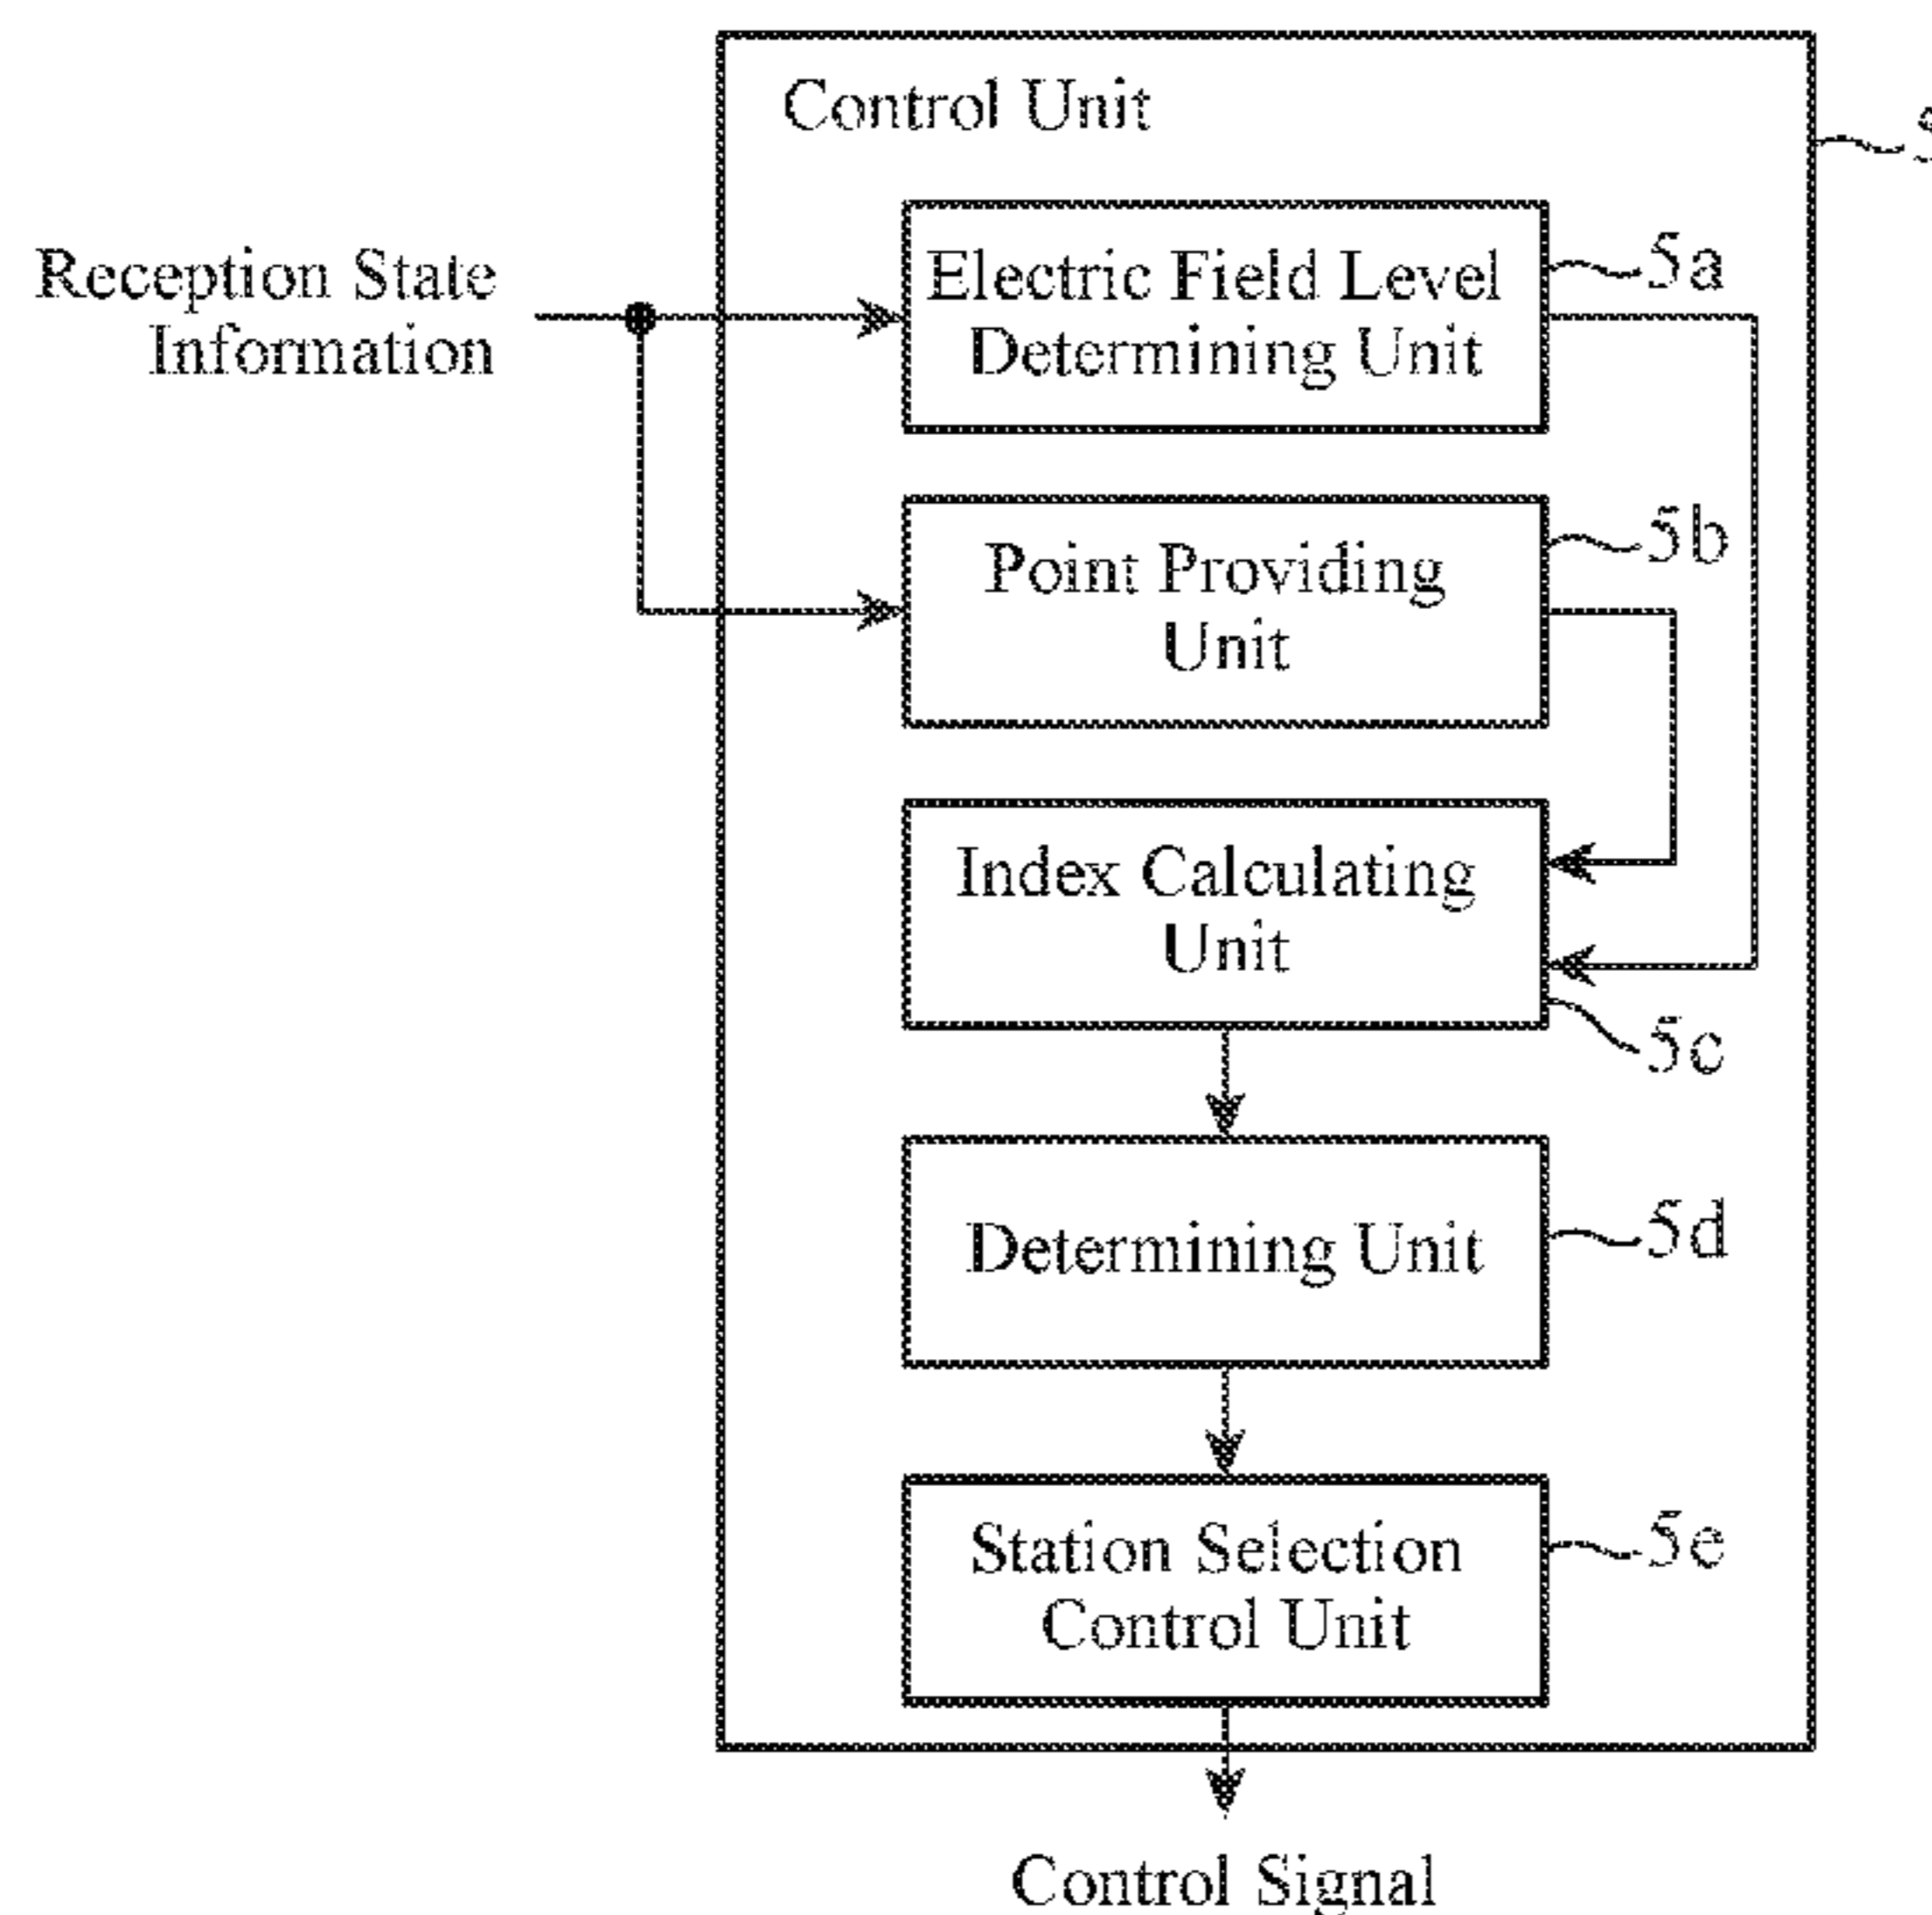 Control Unit
5
Reception State
Information
Electric Field Level
Determining Unit
5a
Point Providing
Unit
5b
Index Calculating
Unit
5c
Determining Unit
5d
Station Selection
Control Unit
5e
Control Signal